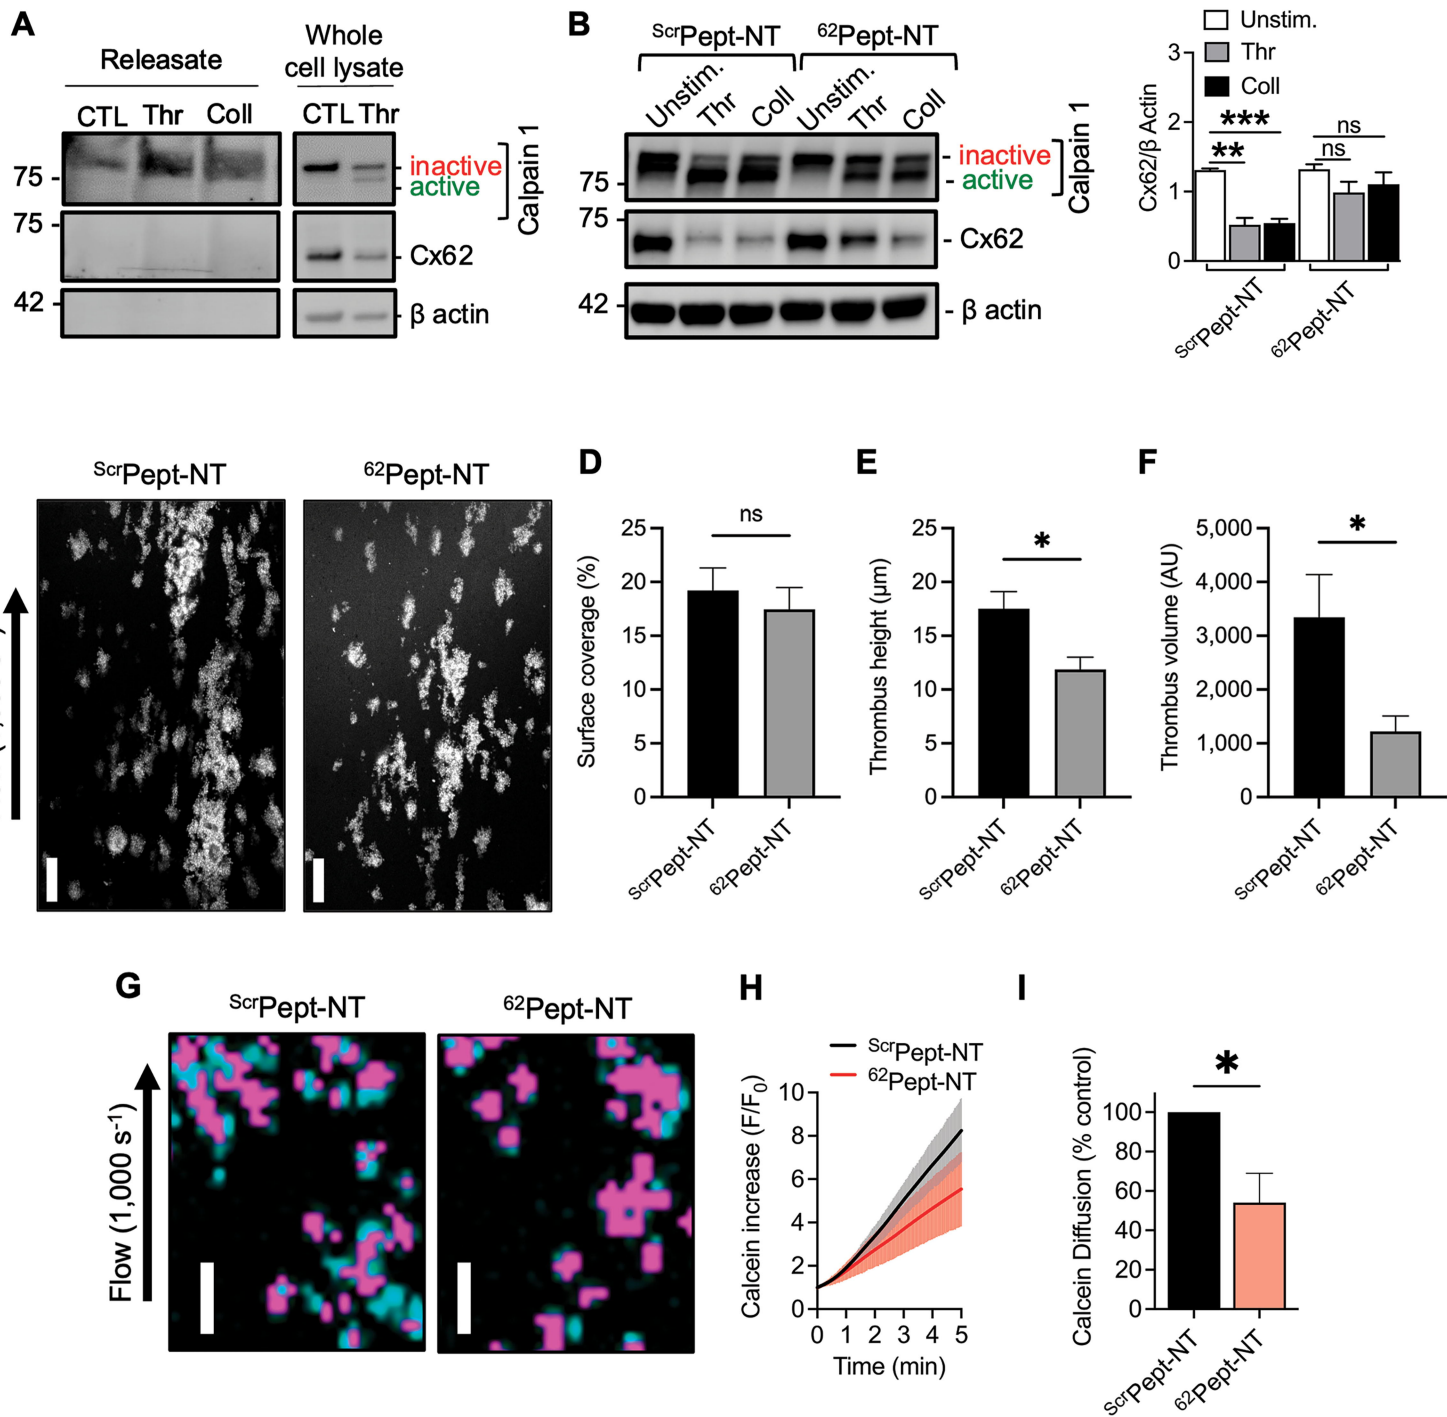 A
Releasate
Whole
cell lysate
CTL Thr Coll
CTL Thr
75
inactive
active
Calpain 1
75
Cx62
42
β actin
B
ScrPept-NT
62Pept-NT
Unstim.
Thr
Coll
Unstim.
Thr
Coll
75
- inactive
- active
Calpain 1
75
- Cx62
42
- β actin
Unstim.
Thr
Coll
Cx62/β Actin
3
2
1
0
***
**
ns
ns
ScrPept-NT
62Pept-NT
ScrPept-NT
62Pept-NT
D
Surface coverage (%)
25
20
15
10
5
0
ns
ScrPept-NT
62Pept-NT
E
Thrombus height (µm)
25
20
15
10
5
0
*
ScrPept-NT
62Pept-NT
F
Thrombus volume (AU)
5,000
4,000
3,000
2,000
1,000
0
*
ScrPept-NT
62Pept-NT
G
ScrPept-NT
62Pept-NT
Flow (1,000 s-1)
H
ScrPept-NT
62Pept-NT
Calcein increase (F/F0)
10
8
6
4
2
0
0 1 2 3 4 5
Time (min)
I
Calcein Diffusion (% control)
100
80
60
40
20
0
*
ScrPept-NT
62Pept-NT